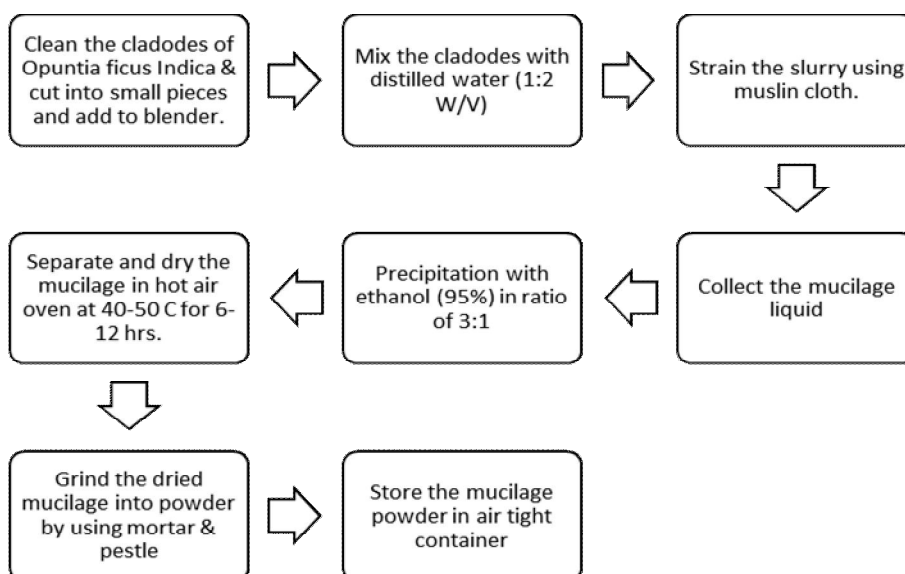 Clean the cladodes of
Opuntia ficus Indica &
cut into small pieces
and add to blender.
Mix the cladodes with
distilled water (1:2
W/V)
Strain the slurry using
muslin cloth.
Collect the mucilage
liquid
Precipitation with
ethanol (95%) in ratio
of 3:1
Separate and dry the
mucilage in hot air
oven at 40-50 C for 6-
12 hrs.
Grind the dried
mucilage into powder
by using mortar &
pestle
Store the mucilage
powder in air tight
container